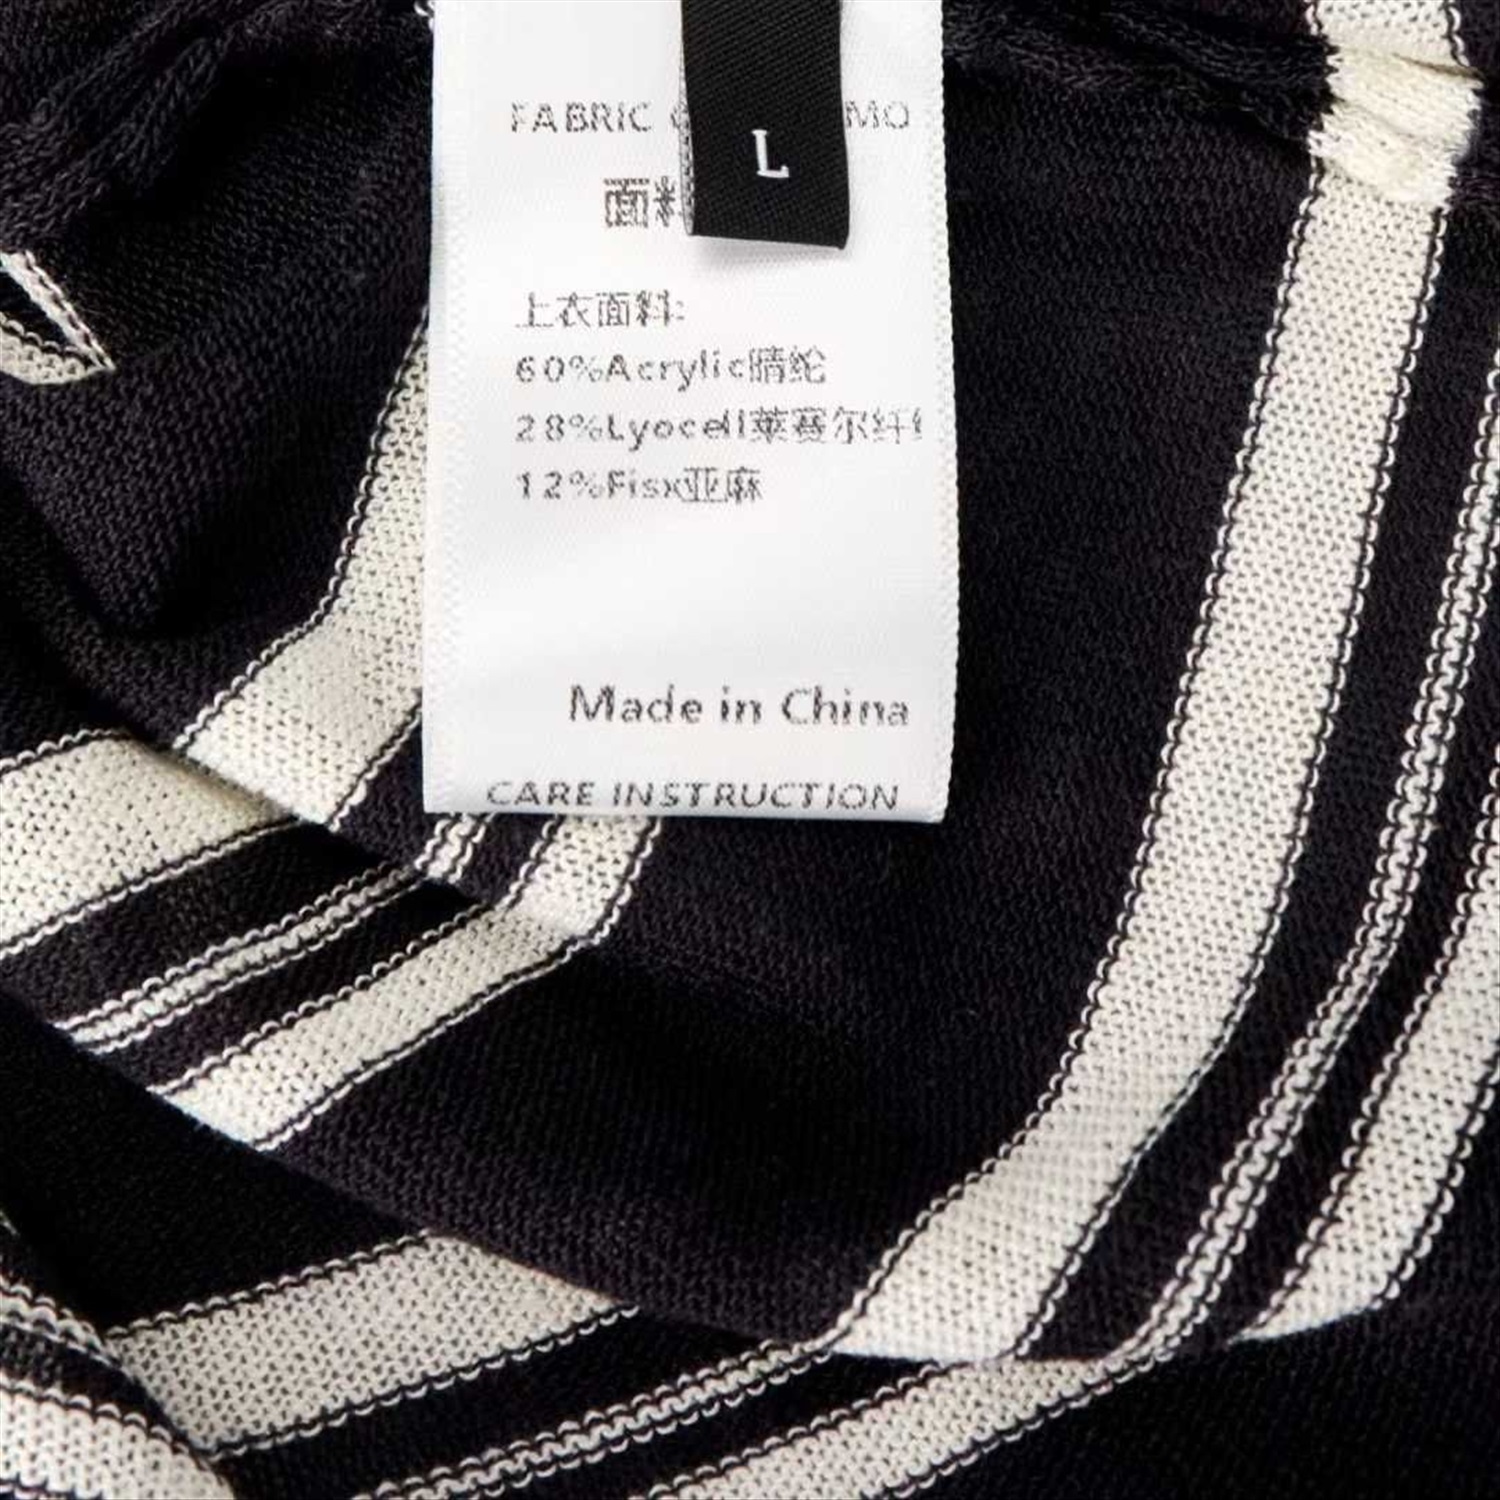 FABRIC
L
面料
上衣面料:
60%Acrylic腈纶
28%Lyocell莱赛尔纤
12%Fisx亚麻
Made in China
CARE INSTRUCTION